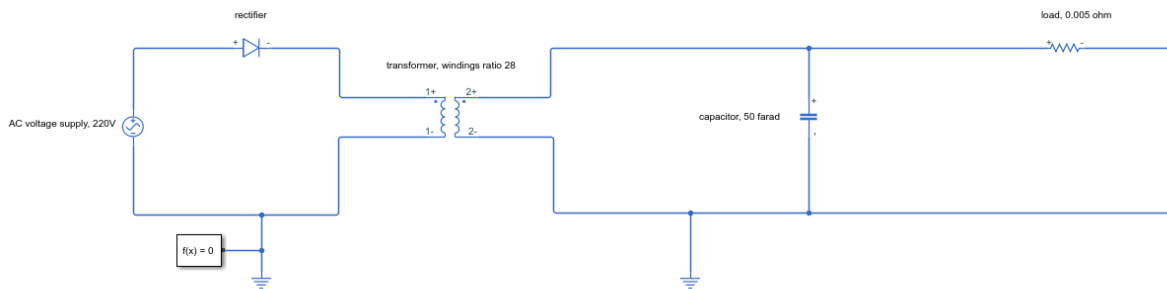 rectifier
load, 0.005 ohm
+ -
+ -
transformer, windings ratio 28
1+ 2+
AC voltage supply, 220V
+
capacitor, 50 farad
1- 2-
-
f(x) = 0